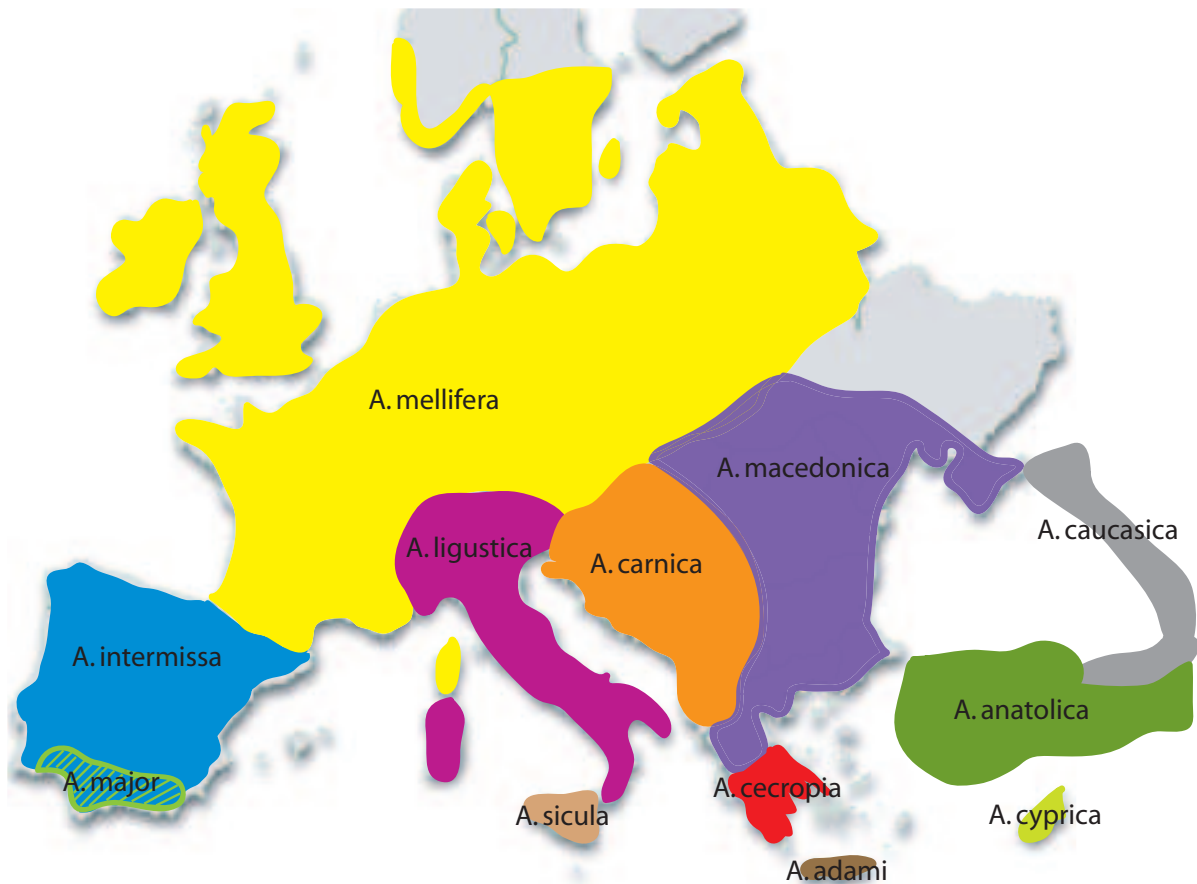 A. mellifera
A. macedonica
A. caucasica
A. ligustica
A. carnica
A. intermissa
A. anatolica
A. major
A. cecropia
A. sicula
A. cyprica
A. adami